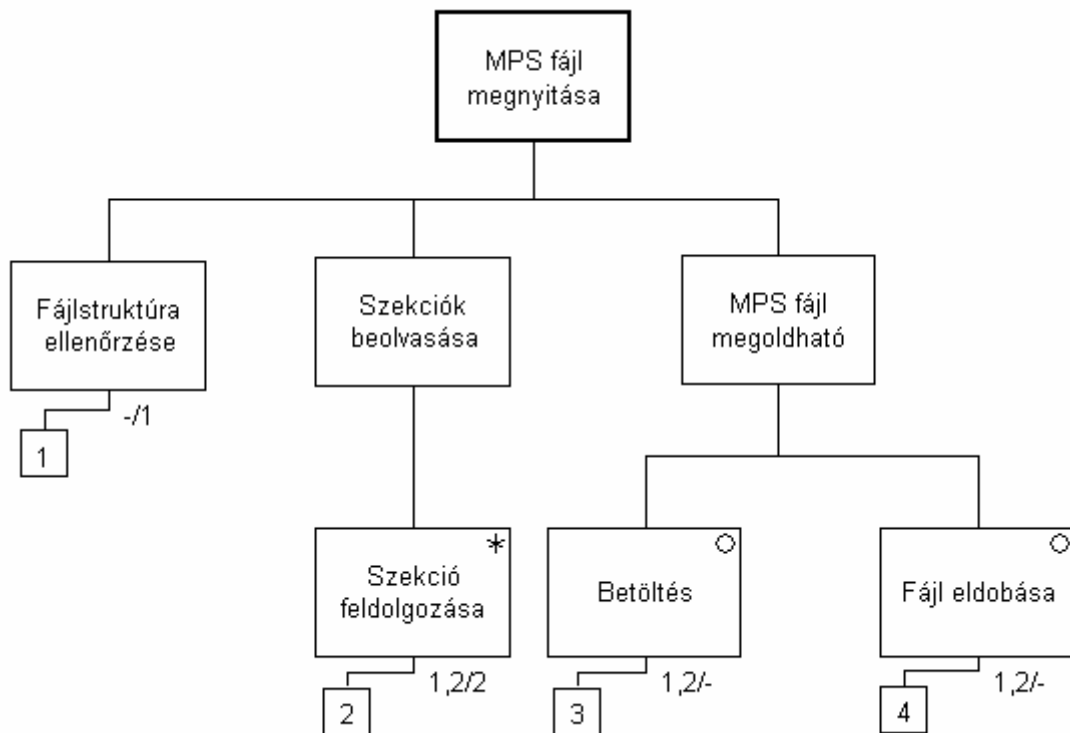 MPS fájl
megnyitása
Fájlstruktúra
ellenőrzése
Szekciók
beolvasása
MPS fájl
megoldható
-/1
1
*
Szekció
feldolgozása
Betöltés
Fájl eldobása
1,2/2
2
1,2/-
3
1,2/-
4